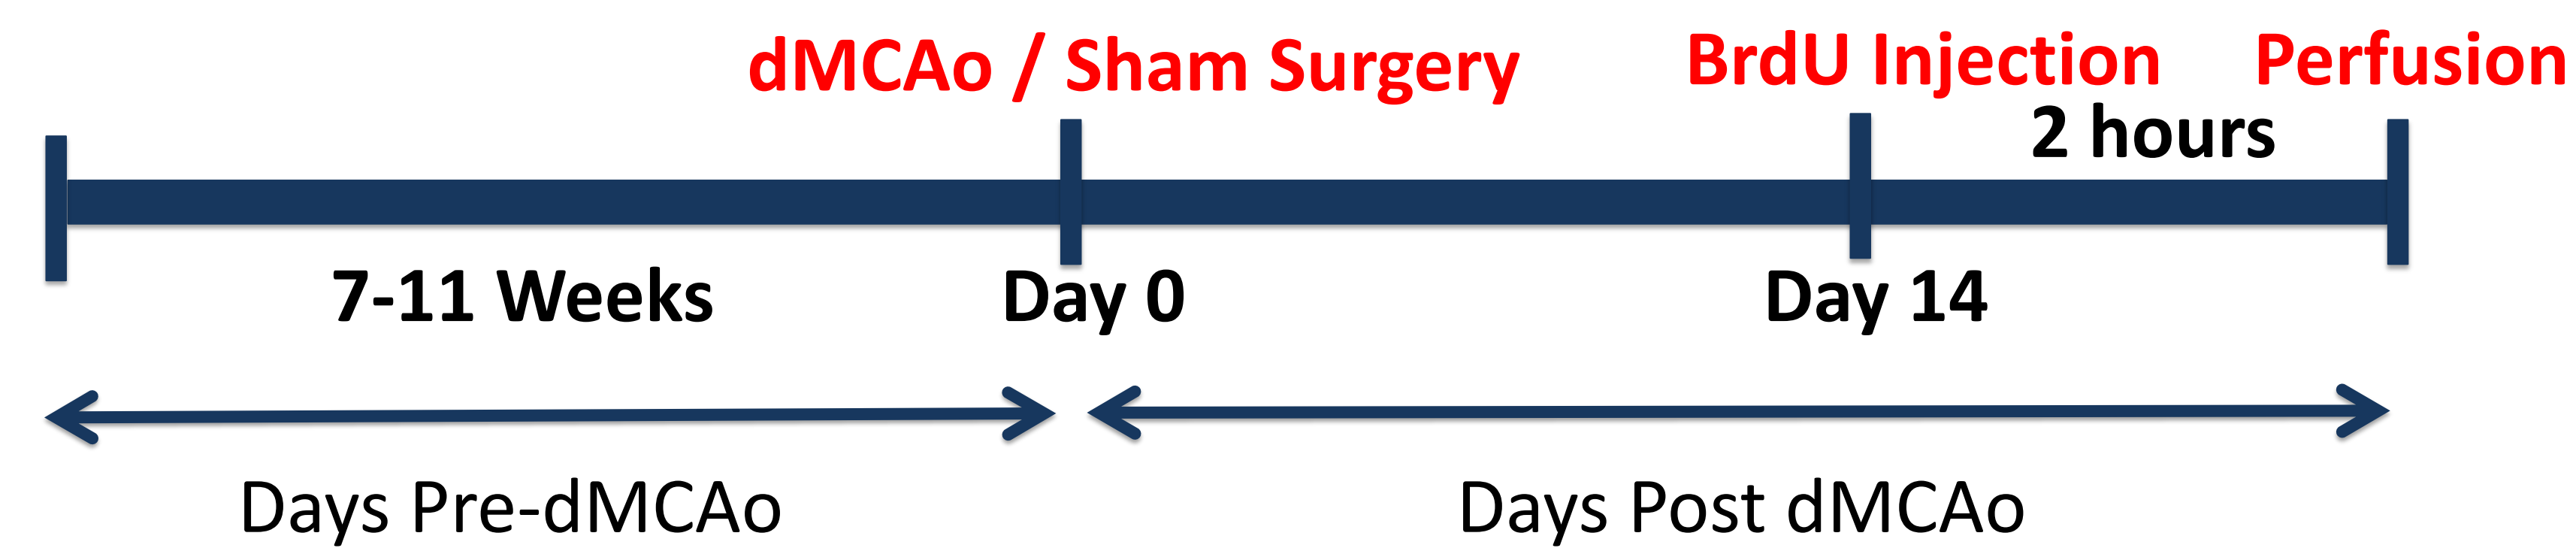 dMCAo / Sham Surgery
BrdU Injection
Perfusion
2 hours
7-11 Weeks
Day 0
Day 14
Days Pre-dMCAo
Days Post dMCAo